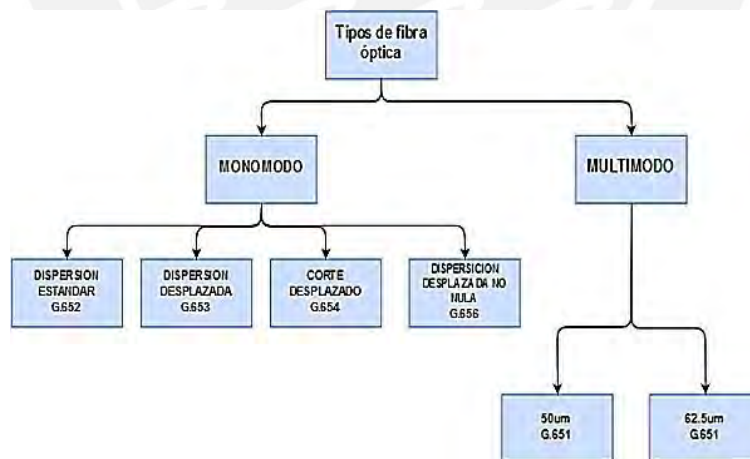 Tipos de fibra
óptica
MONOMODO
MULTIMODO
DISPERSION
ESTANDAR
G.652
DISPERSION
DESPLAZADA
G.653
CORTE
DESPLAZADO
G.654
DISPERSICION
DESPLAZADA NO
NULA
G.656
50um
G.651
62.5um
G.651